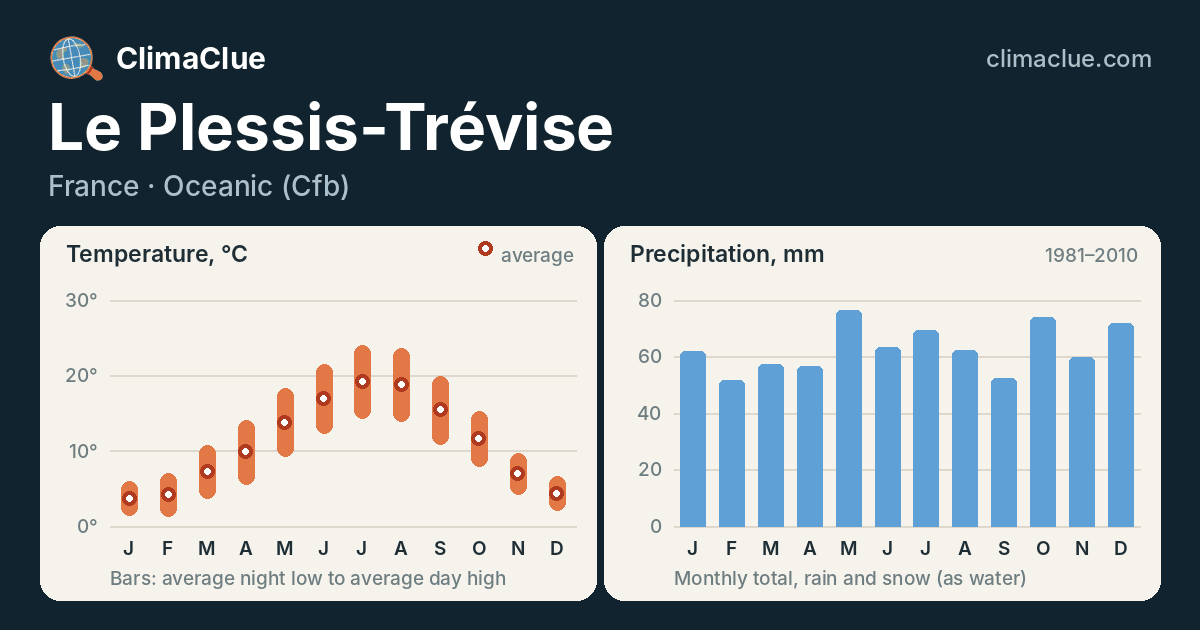 ClimaClue
climaclue.com
Le Plessis-Trévise
France · Oceanic (Cfb)
Temperature, °C
average
30°
20°
10°
0°
J F M A M J J A S O N D
Bars: average night low to average day high
Precipitation, mm
1981–2010
80
60
40
20
0
J F M A M J J A S O N D
Monthly total, rain and snow (as water)